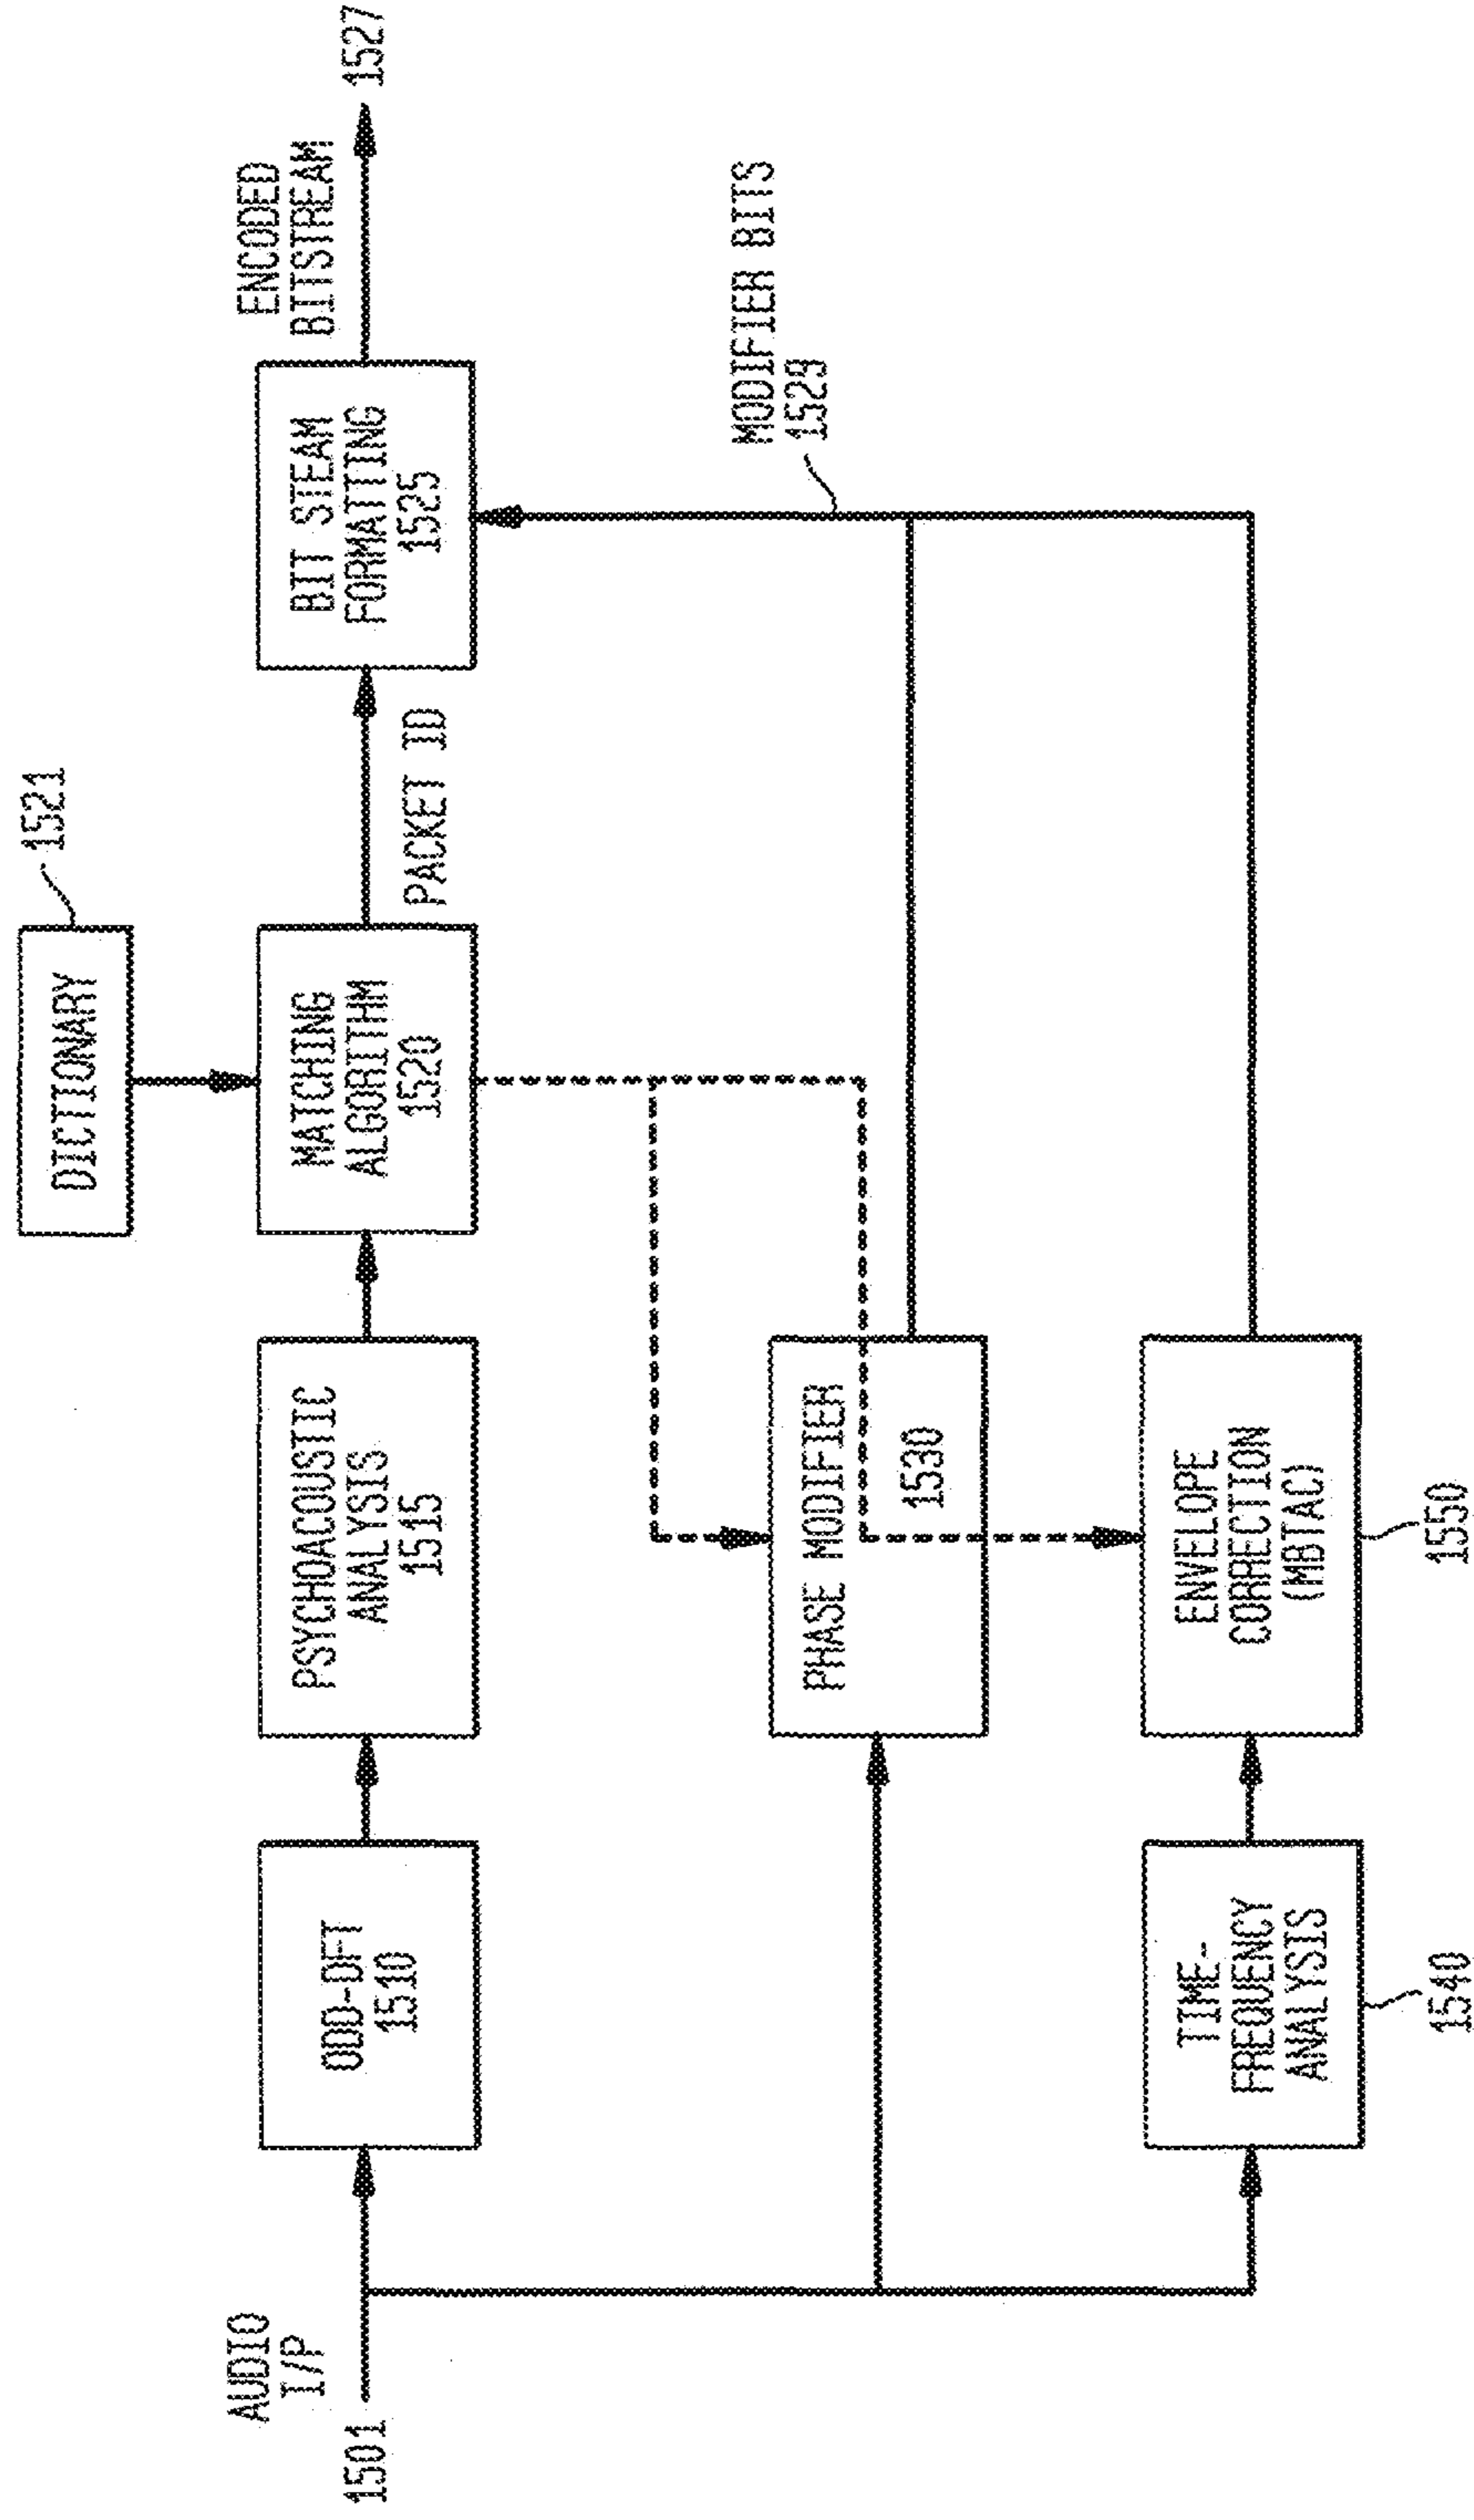 DICTIONARY
1521
AUDIO
I/P
1501
ODD-DFT
1510
PSYCHOACOUSTIC
ANALYSIS
1515
MATCHING
ALGORITHM
1520
PACKET ID
BIT STEAM
FORMATTING
1525
ENCODED
BITSTREAM
1527
PHASE MODIFIER
1530
MODIFIER BITS
1529
TIME-
FREQUENCY
ANALYSIS
1540
ENVELOPE
CORRECTION
(MBTAC)
1550